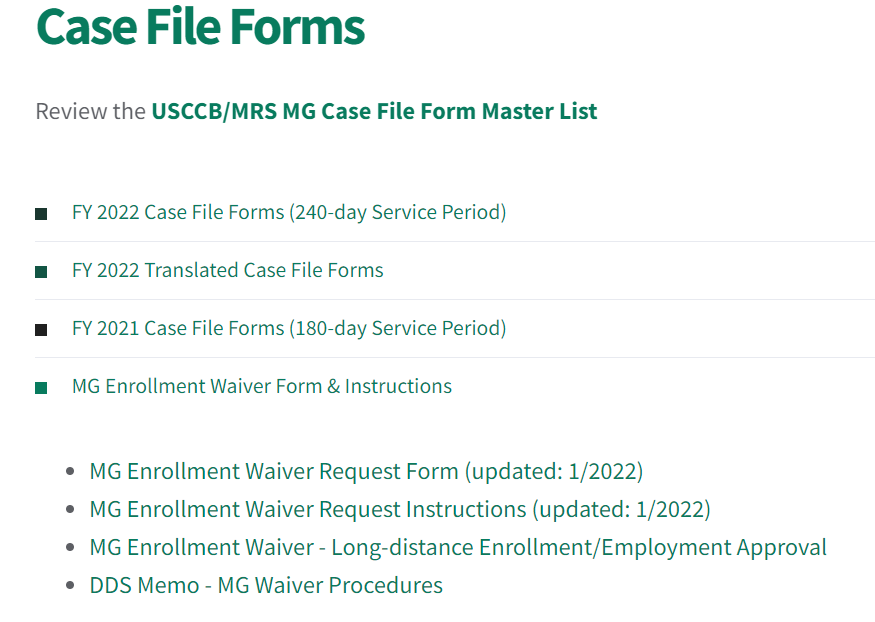 Case File Forms
Review the USCCB/MRS MG Case File Form Master List
FY 2022 Case File Forms (240-day Service Period)
FY 2022 Translated Case File Forms
FY 2021 Case File Forms (180-day Service Period)
MG Enrollment Waiver Form & Instructions
MG Enrollment Waiver Request Form (updated: 1/2022)
MG Enrollment Waiver Request Instructions (updated: 1/2022)
MG Enrollment Waiver - Long-distance Enrollment/Employment Approval
DDS Memo - MG Waiver Procedures